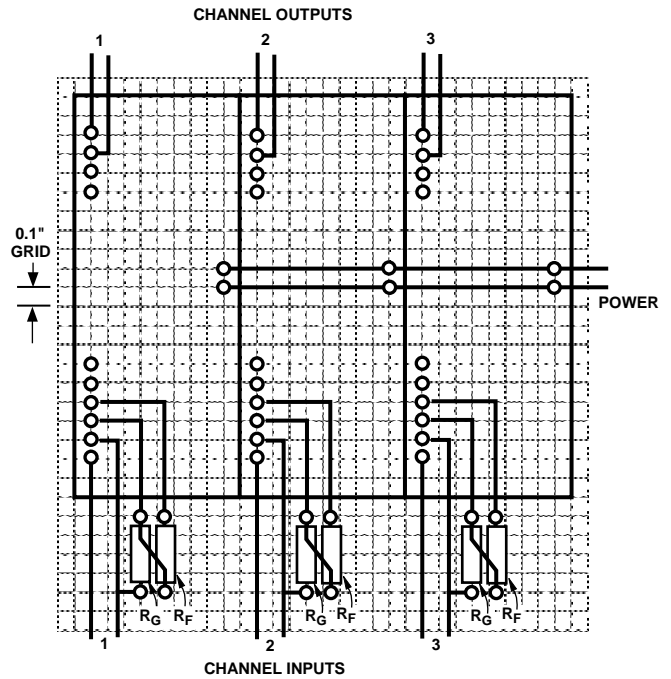 CHANNEL OUTPUTS
1
2
3
0.1"
GRID
POWER
RG
RF
RG
RF
RG
RF
1
2
3
CHANNEL INPUTS